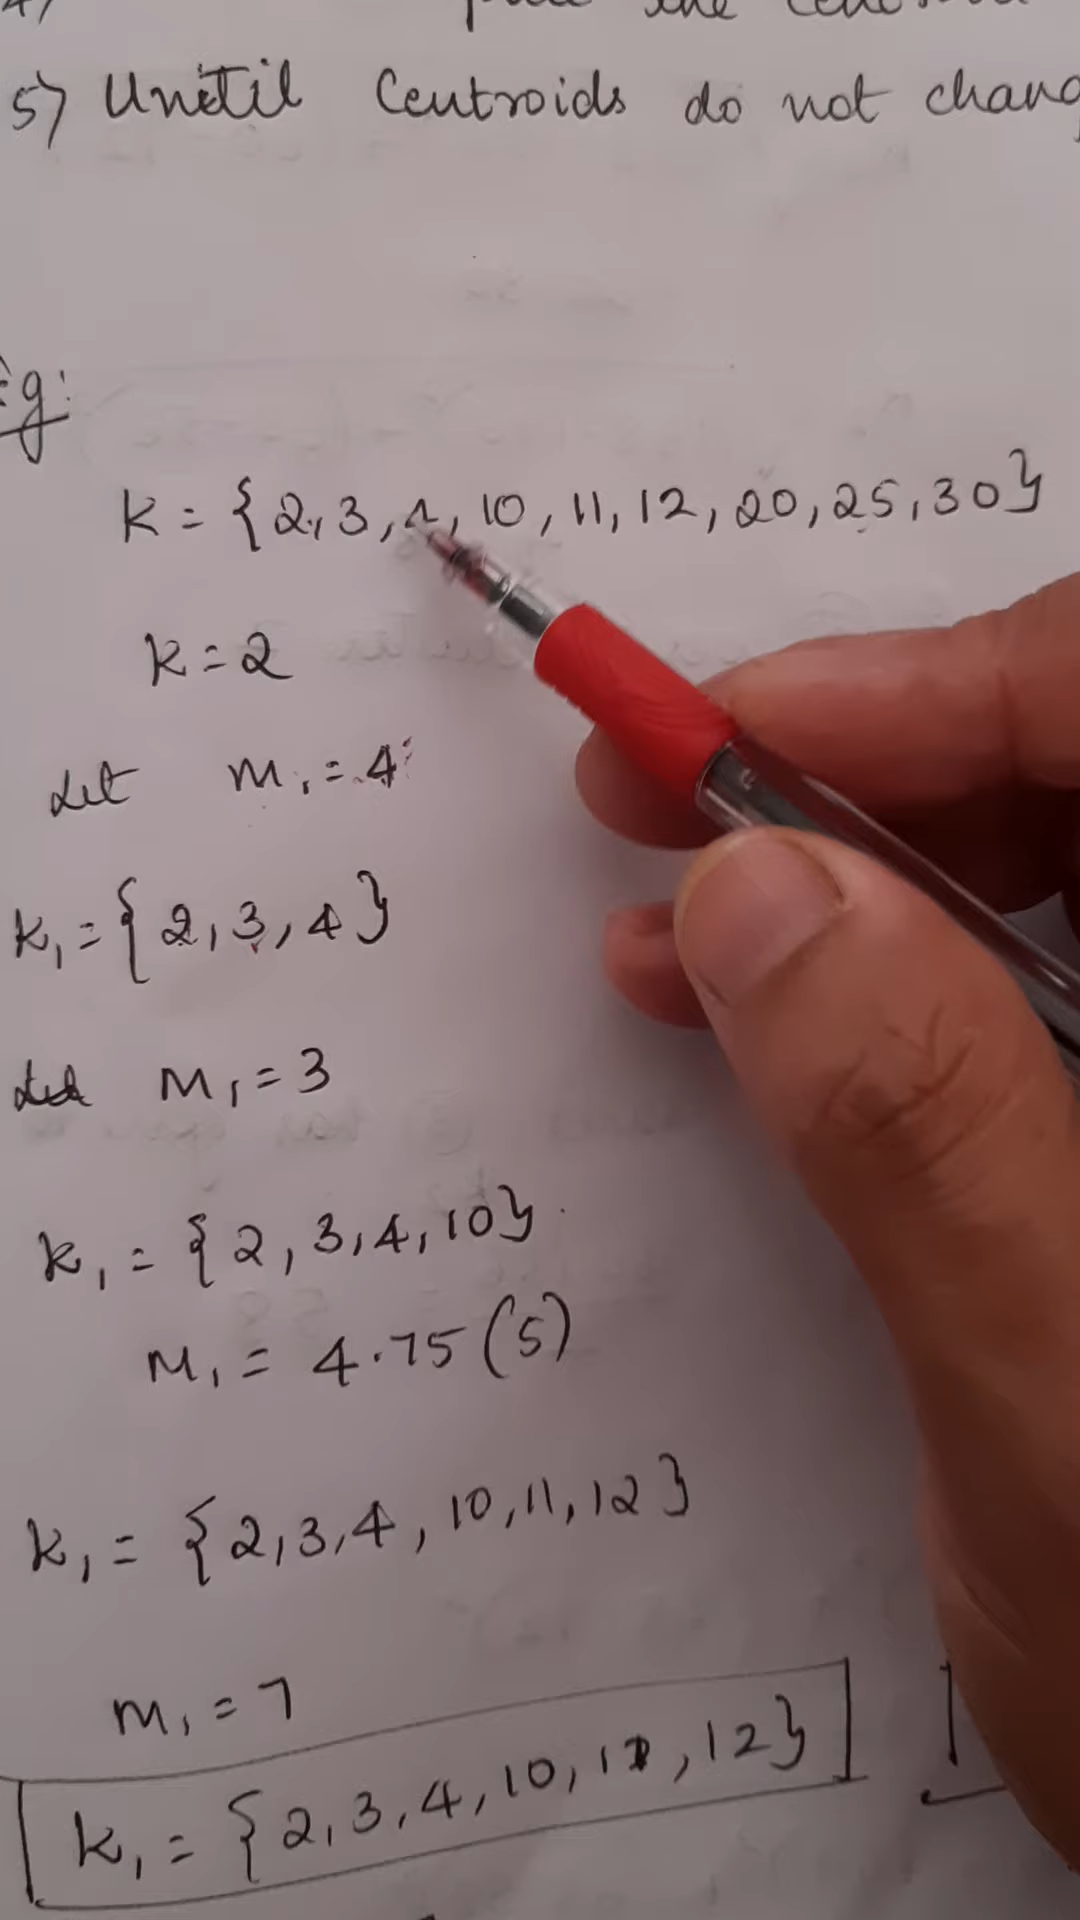 5) Unitil Centroids do not chang
Eg:
K = {2, 3, 4, 10, 11, 12, 20, 25, 30}
K = 2
Let m₁ = 4
K₁ = {2, 3, 4}
m₁ = 3
K₁ = {2, 3, 4, 10}
m₁ = 4.75 (5)
K₁ = {2, 3, 4, 10, 11, 12}
m₁ = 7
K₁ = {2, 3, 4, 10, 11, 12}